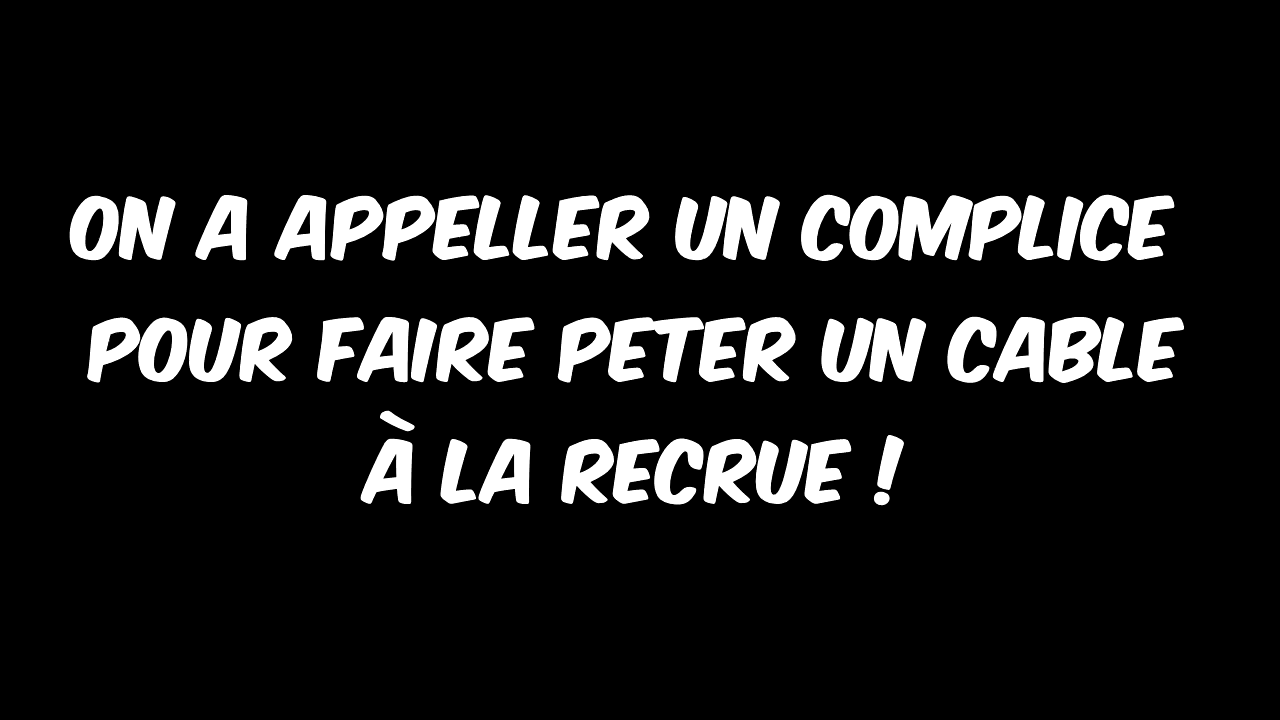 ON A APPELLER UN COMPLICE
POUR FAIRE PETER UN CABLE
À LA RECRUE !